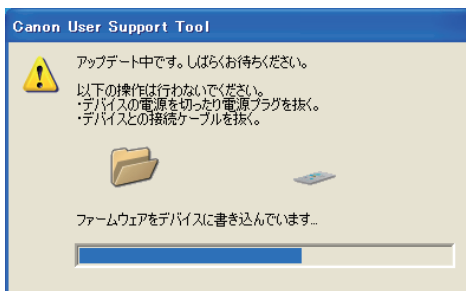 Canon User Support Tool
アップデート中です。しばらくお待ちください。
以下の操作は行わないでください。
・デバイスの電源を切ったり電源プラグを抜く。
・デバイスとの接続ケーブルを抜く。
ファームウェアをデバイスに書き込んでいます...